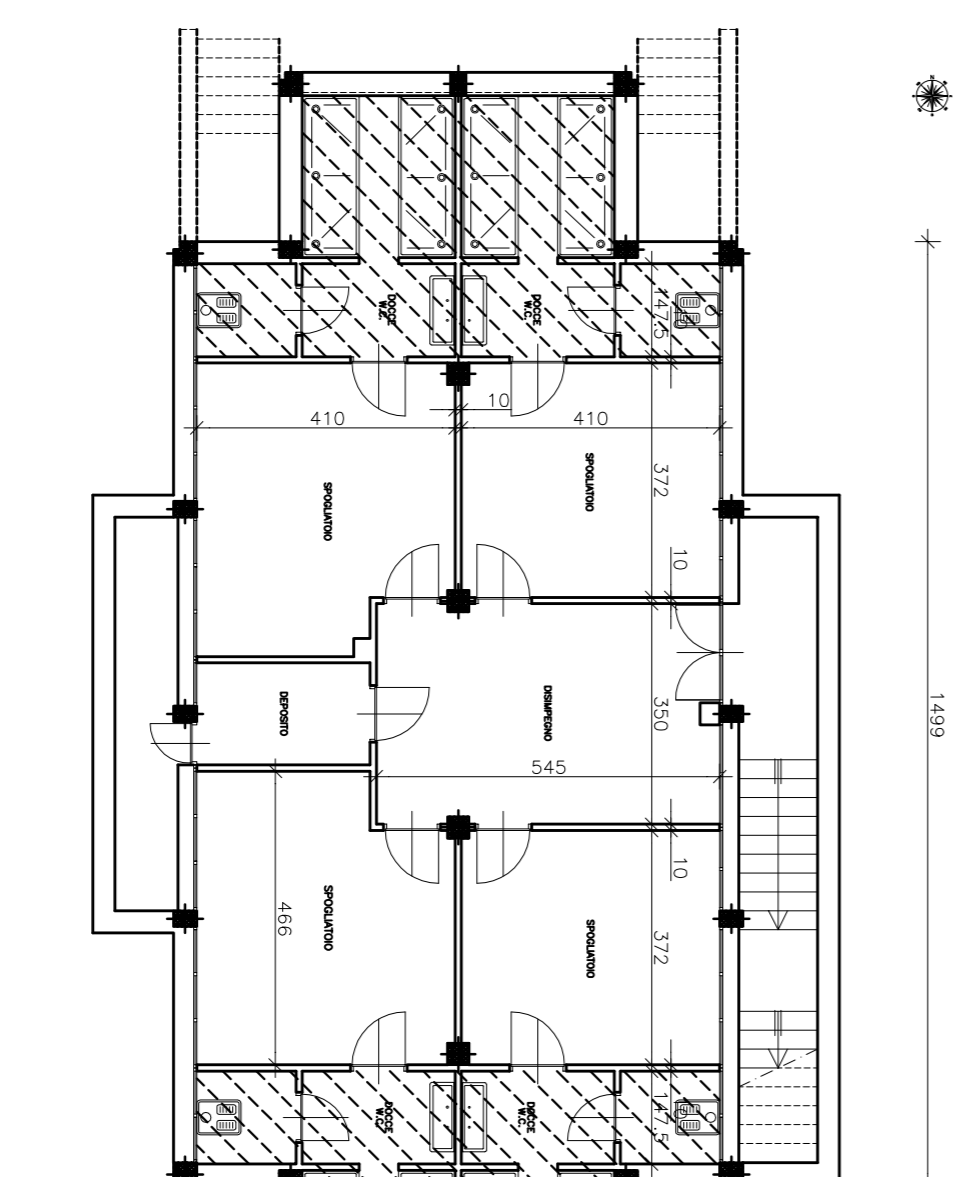 N
DOCCE
W.C.
DOCCE
W.C.
147.5
10
410
410
SPOGLIATOIO
SPOGLIATOIO
372
10
DEPOSITO
DISIMPEGNO
350
1499
545
10
SPOGLIATOIO
466
SPOGLIATOIO
372
DOCCE
W.C.
DOCCE
W.C.
147.5